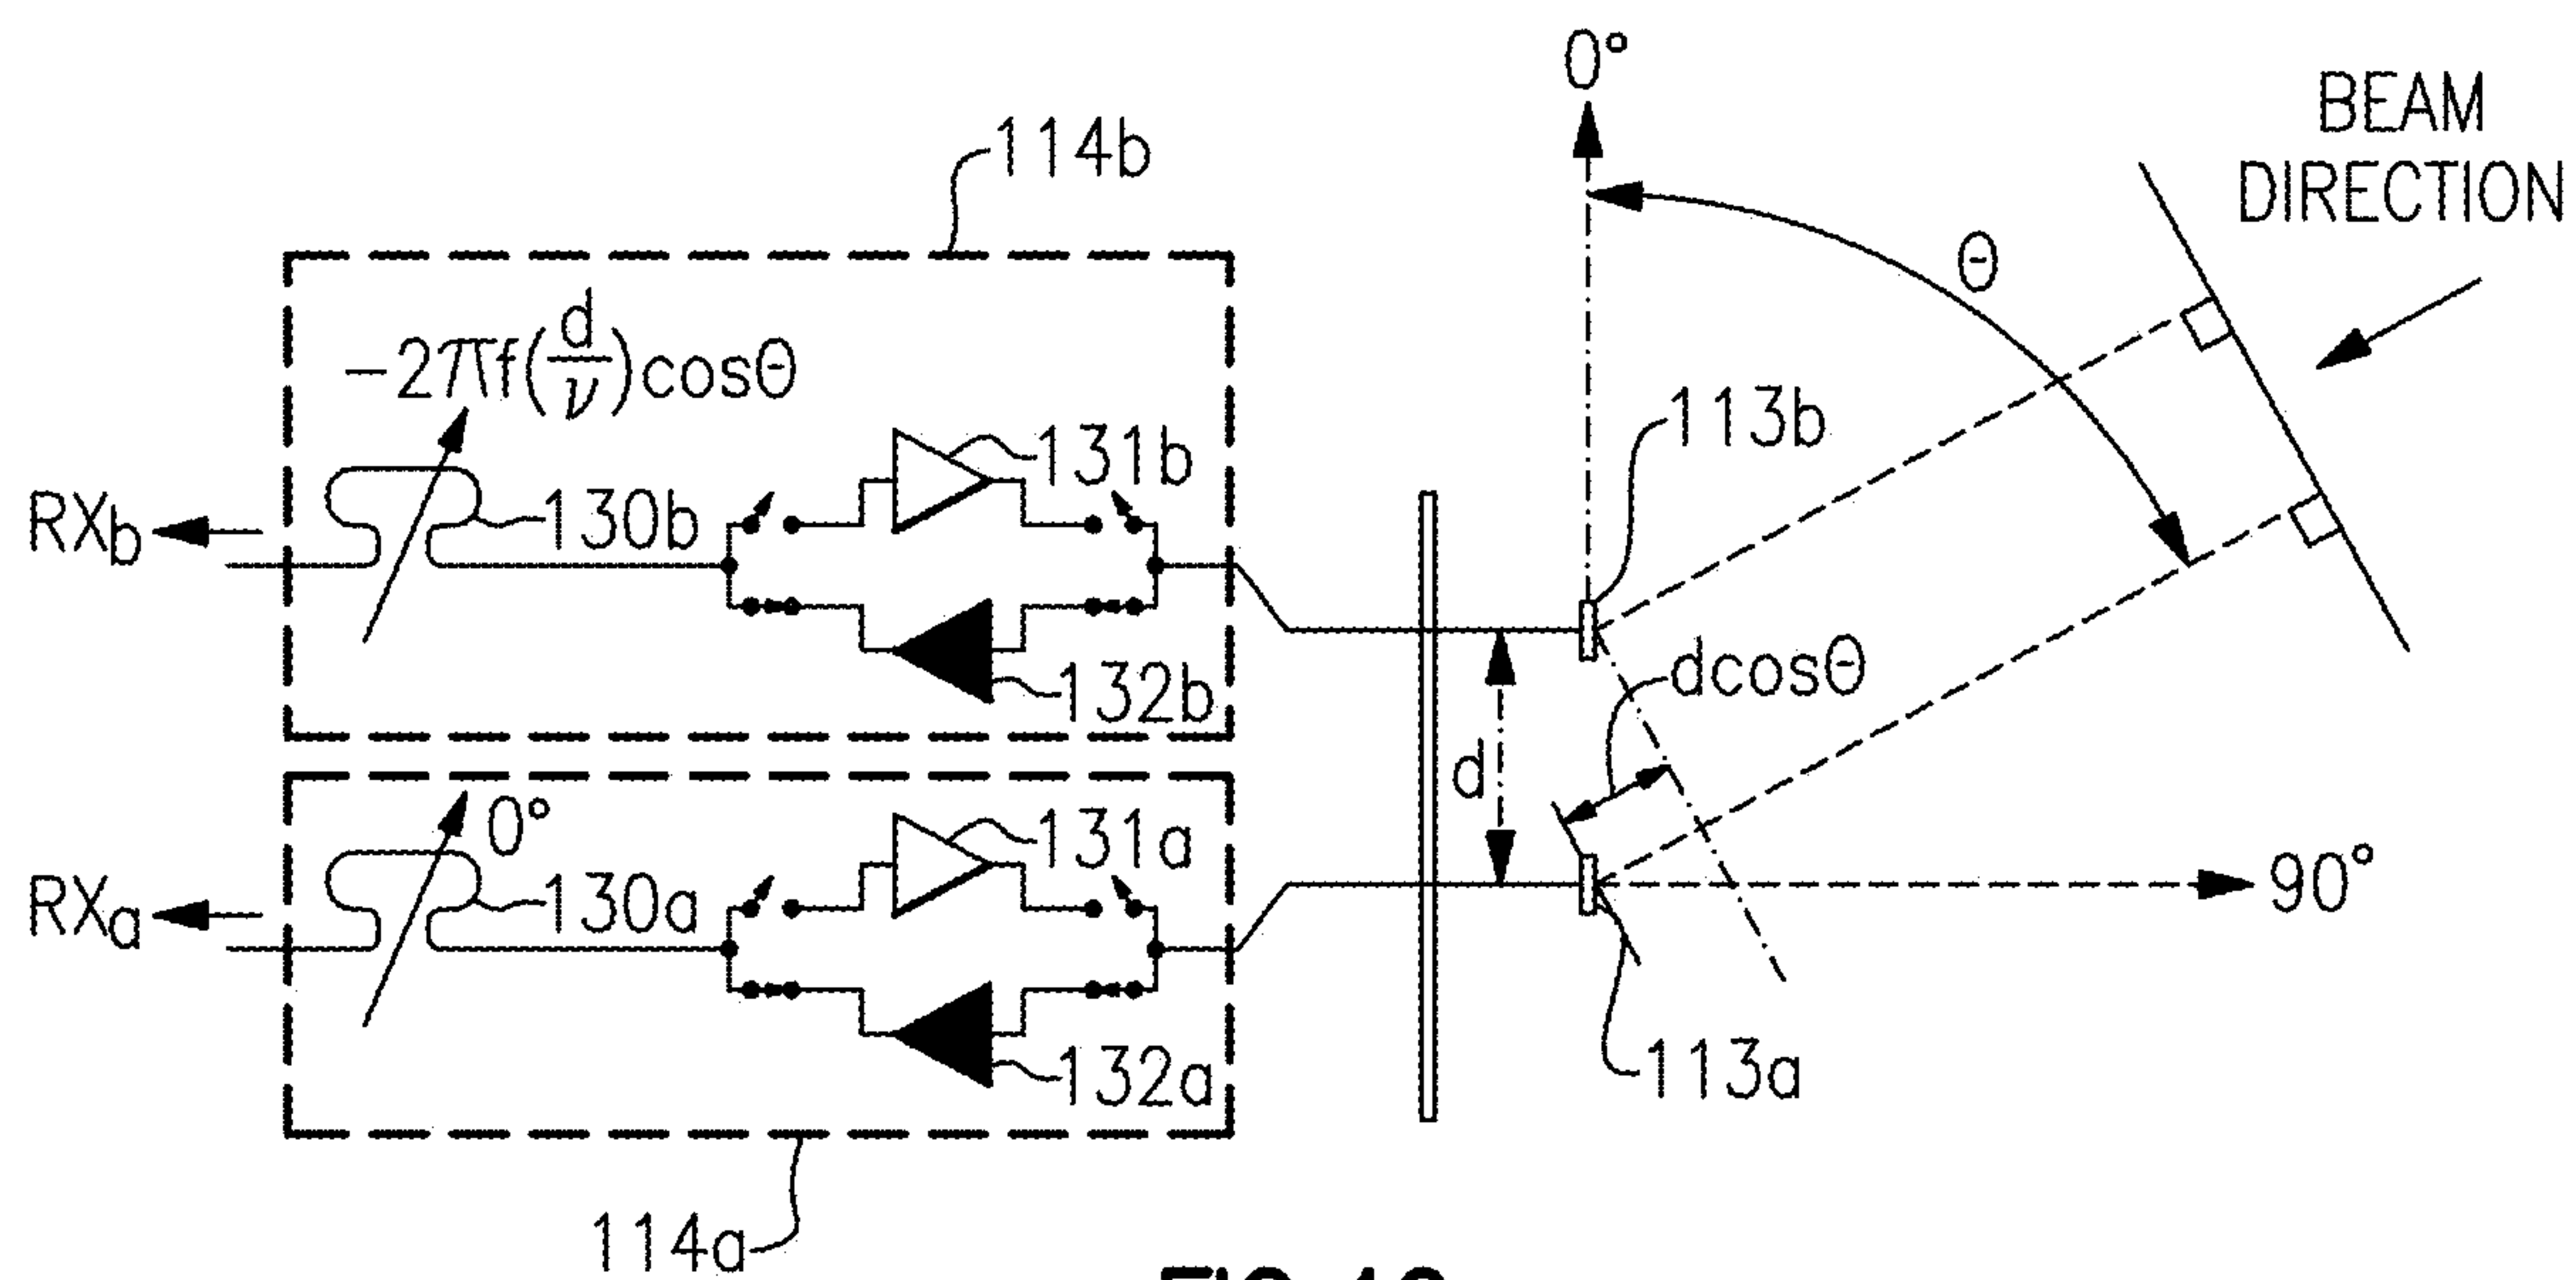 0°
BEAM
DIRECTION
114b
θ
−2πf(d/ν)cosθ
113b
131b
RXb
130b
dcosθ
132b
d
0°
131a
RXa
130a
90°
132a
113a
114a